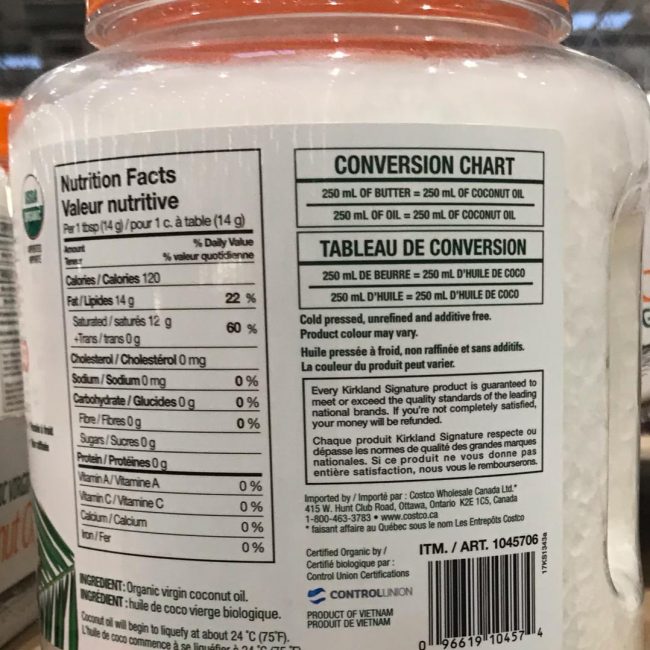 Nutrition Facts
Valeur nutritive
Per 1 tbsp (14 g) / pour 1 c. à table (14 g)
Amount % Daily Value
Teneur % valeur quotidienne
Calories / Calories 120
Fat / Lipides 14 g 22 %
Saturated / saturés 12 g
+Trans / trans 0 g 60 %
Cholesterol / Cholestérol 0 mg
Sodium / Sodium 0 mg 0 %
Carbohydrate / Glucides 0 g 0 %
Fibre / Fibres 0 g 0 %
Sugars / Sucres 0 g
Protein / Protéines 0 g
Vitamin A / Vitamine A 0 %
Vitamin C / Vitamine C 0 %
Calcium / Calcium 0 %
Iron / Fer 0 %
INGREDIENT: Organic virgin coconut oil.
INGRÉDIENT : huile de coco vierge biologique.
Coconut oil will begin to liquefy at about 24 °C (75°F).
L'huile de coco commence à se liquéfier à 24 °C (75 °F).
CONVERSION CHART
250 mL OF BUTTER = 250 mL OF COCONUT OIL
250 mL OF OIL = 250 mL OF COCONUT OIL
TABLEAU DE CONVERSION
250 mL DE BEURRE = 250 mL D'HUILE DE COCO
250 mL D'HUILE = 250 mL D'HUILE DE COCO
Cold pressed, unrefined and additive free.
Product colour may vary.
Huile pressée à froid, non raffinée et sans additifs.
La couleur du produit peut varier.
Every Kirkland Signature product is guaranteed to
meet or exceed the quality standards of the leading
national brands. If you're not completely satisfied,
your money will be refunded.
Chaque produit Kirkland Signature respecte ou
dépasse les normes de qualité des grandes marques
nationales. Si ce produit ne vous donne pas
entière satisfaction, nous vous le rembourserons.
Imported by / Importé par : Costco Wholesale Canada Ltd.*
415 W. Hunt Club Road, Ottawa, Ontario K2E 1C5, Canada
1-800-463-3783 • www.costco.ca
* faisant affaire au Québec sous le nom Les Entrepôts Costco
Certified Organic by /
Certifié biologique par :
Control Union Certifications
CONTROLUNION
PRODUCT OF VIETNAM
PRODUIT DE VIETNAM
ITM. / ART. 1045706
17KS1343a
0 96619 10457 4
USDA
ORGANIC